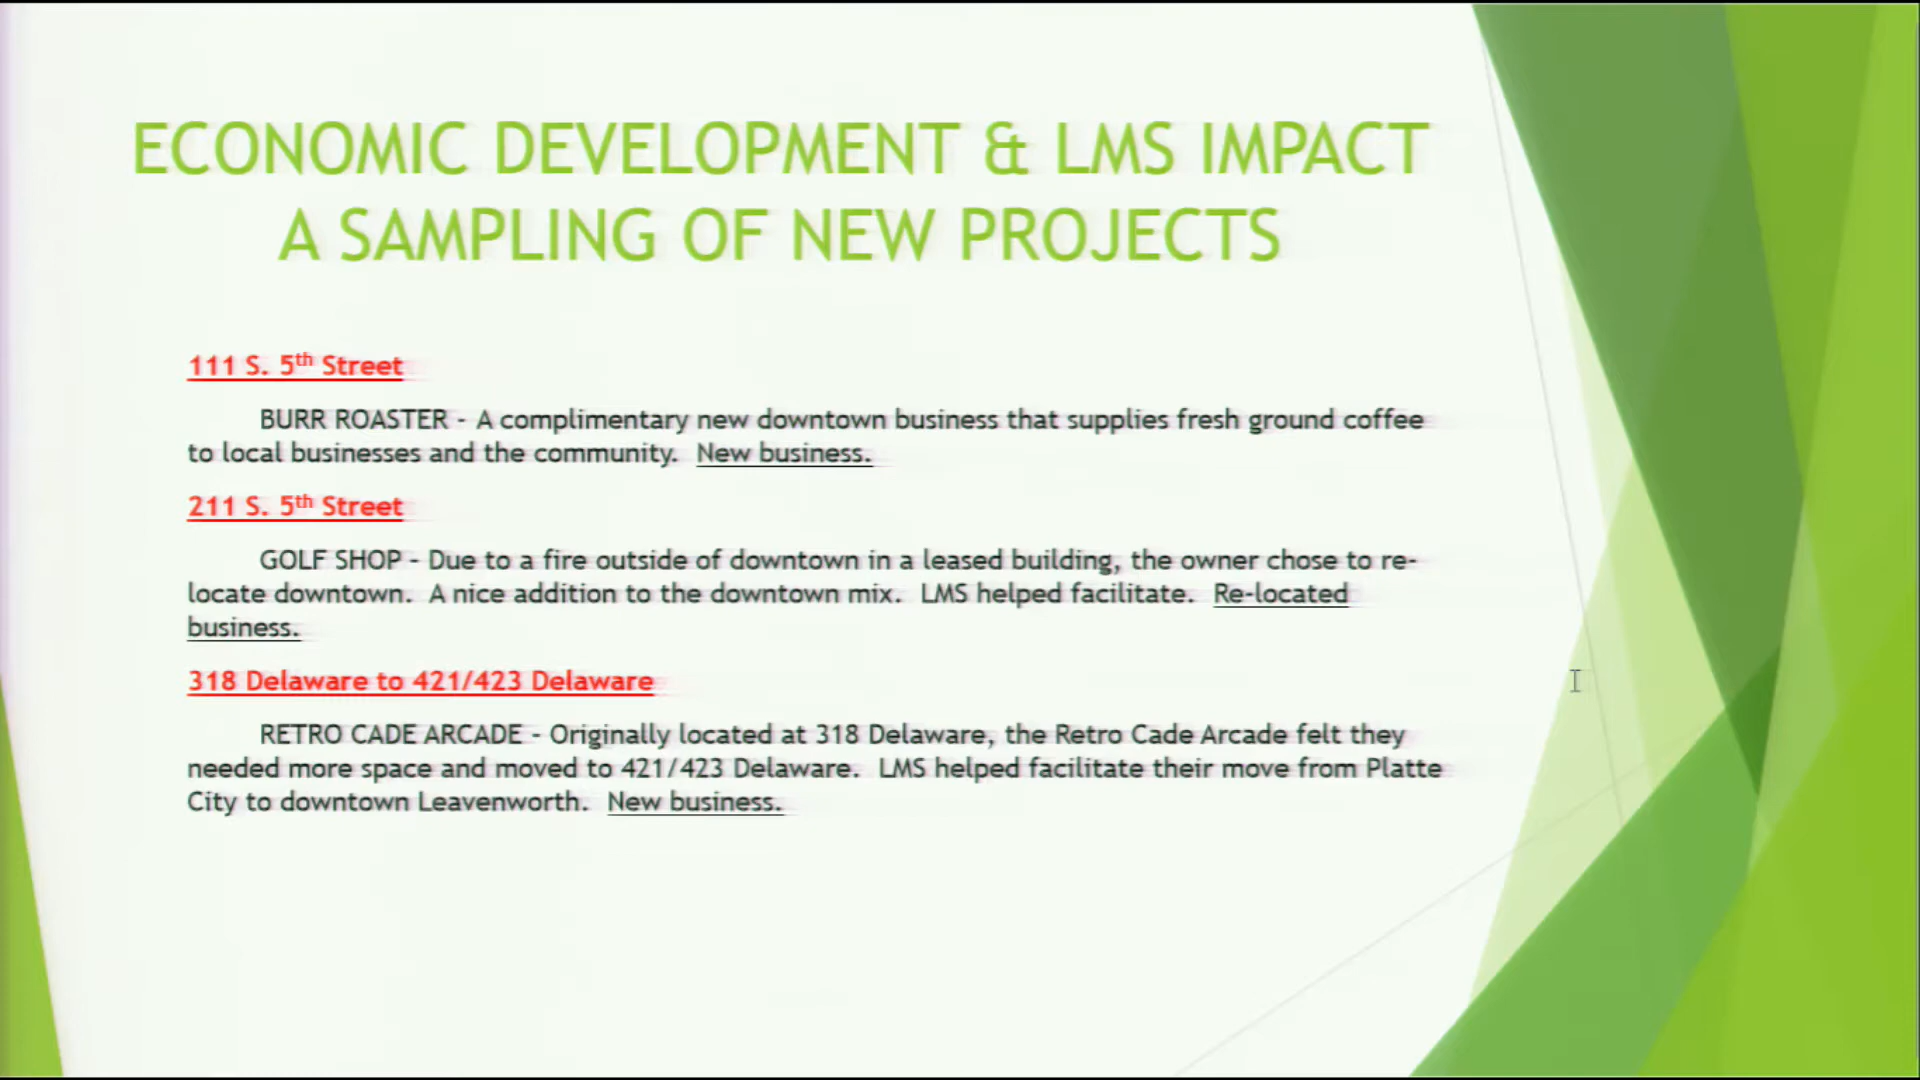 ECONOMIC DEVELOPMENT & LMS IMPACT
A SAMPLING OF NEW PROJECTS
111 S. 5th Street
BURR ROASTER - A complimentary new downtown business that supplies fresh ground coffee
to local businesses and the community. New business.
211 S. 5th Street
GOLF SHOP - Due to a fire outside of downtown in a leased building, the owner chose to re-
locate downtown. A nice addition to the downtown mix. LMS helped facilitate. Re-located
business.
318 Delaware to 421/423 Delaware
RETRO CADE ARCADE - Originally located at 318 Delaware, the Retro Cade Arcade felt they
needed more space and moved to 421/423 Delaware. LMS helped facilitate their move from Platte
City to downtown Leavenworth. New business.